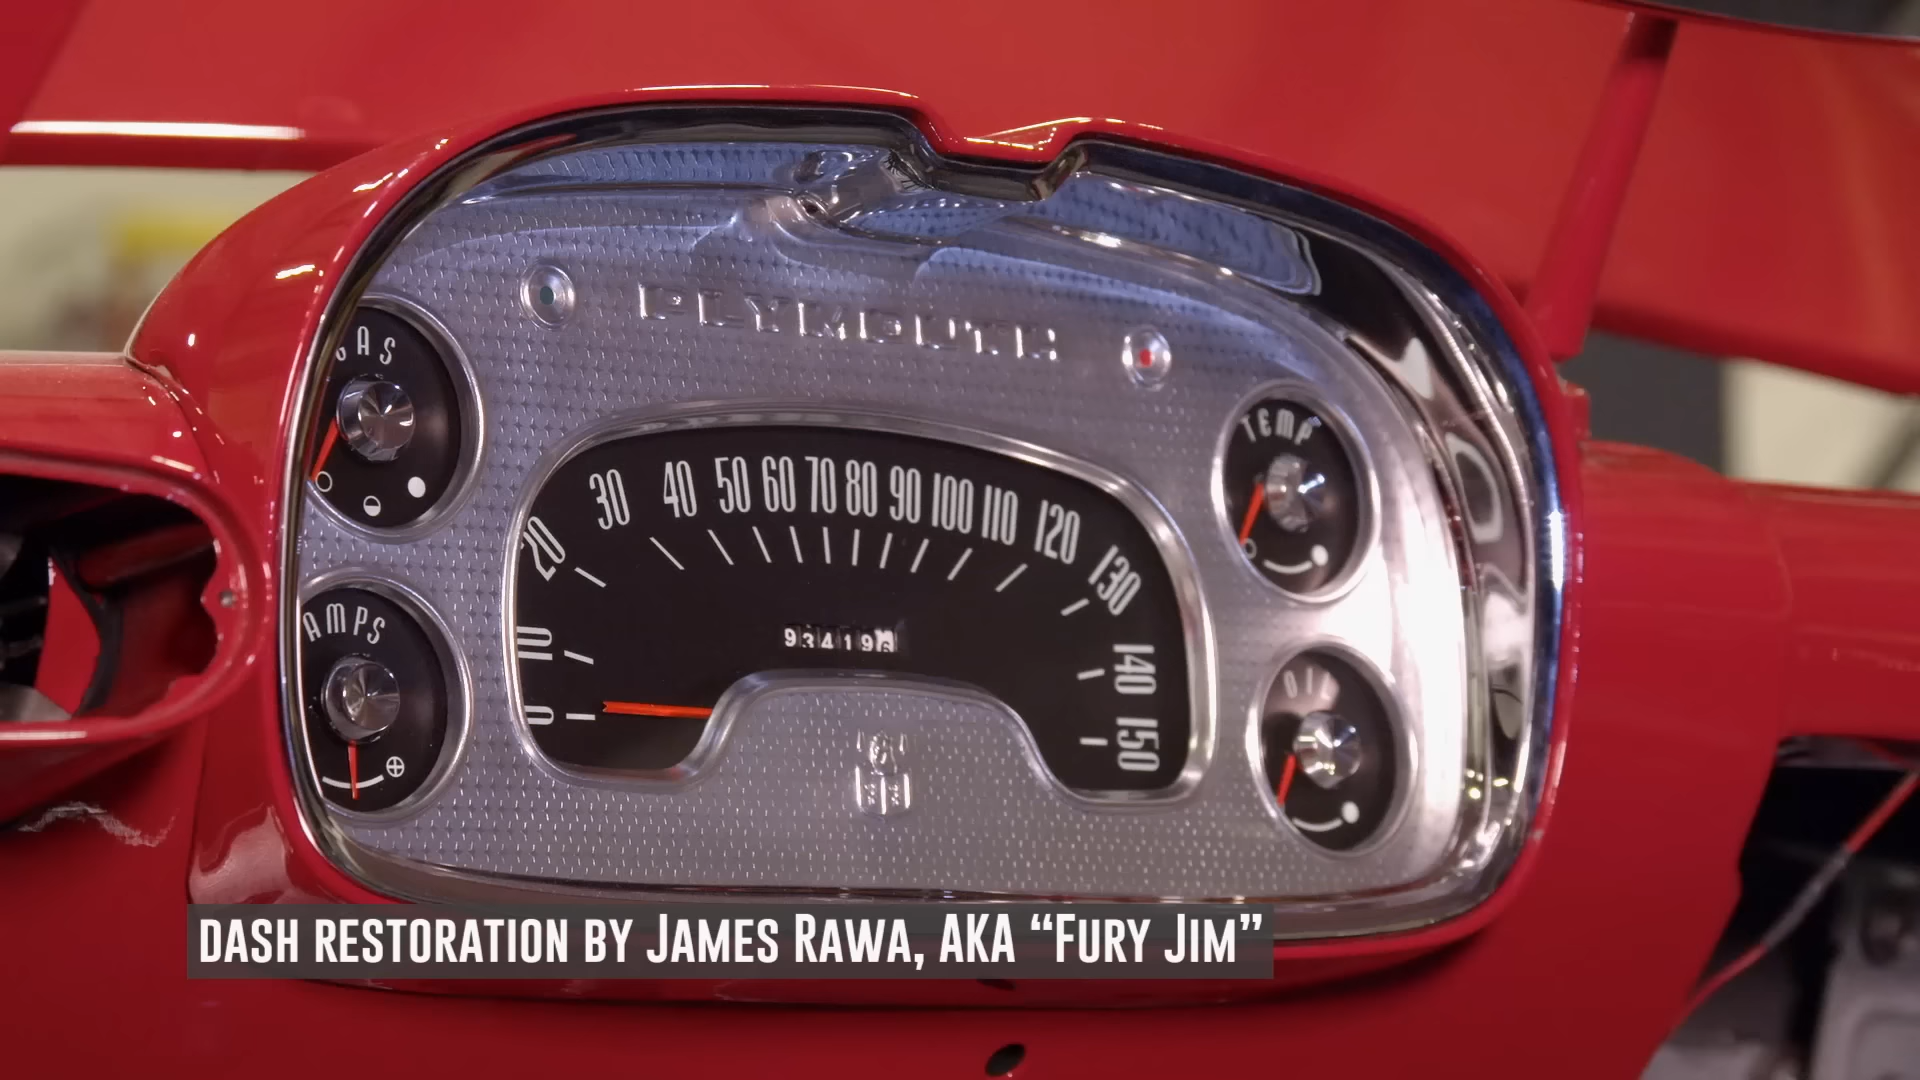 PLYMOUTH
GAS
TEMP
20 30 40 50 60 70 80 90 100 110 120 130
10 140
0 150
AMPS
OIL
DASH RESTORATION BY JAMES RAWA, AKA “FURY JIM”